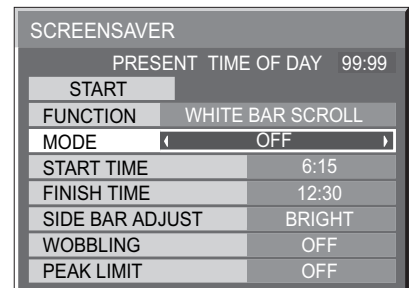 SCREENSAVER
PRESENT TIME OF DAY 99:99
START
FUNCTION WHITE BAR SCROLL
MODE OFF
START TIME 6:15
FINISH TIME 12:30
SIDE BAR ADJUST BRIGHT
WOBBLING OFF
PEAK LIMIT OFF